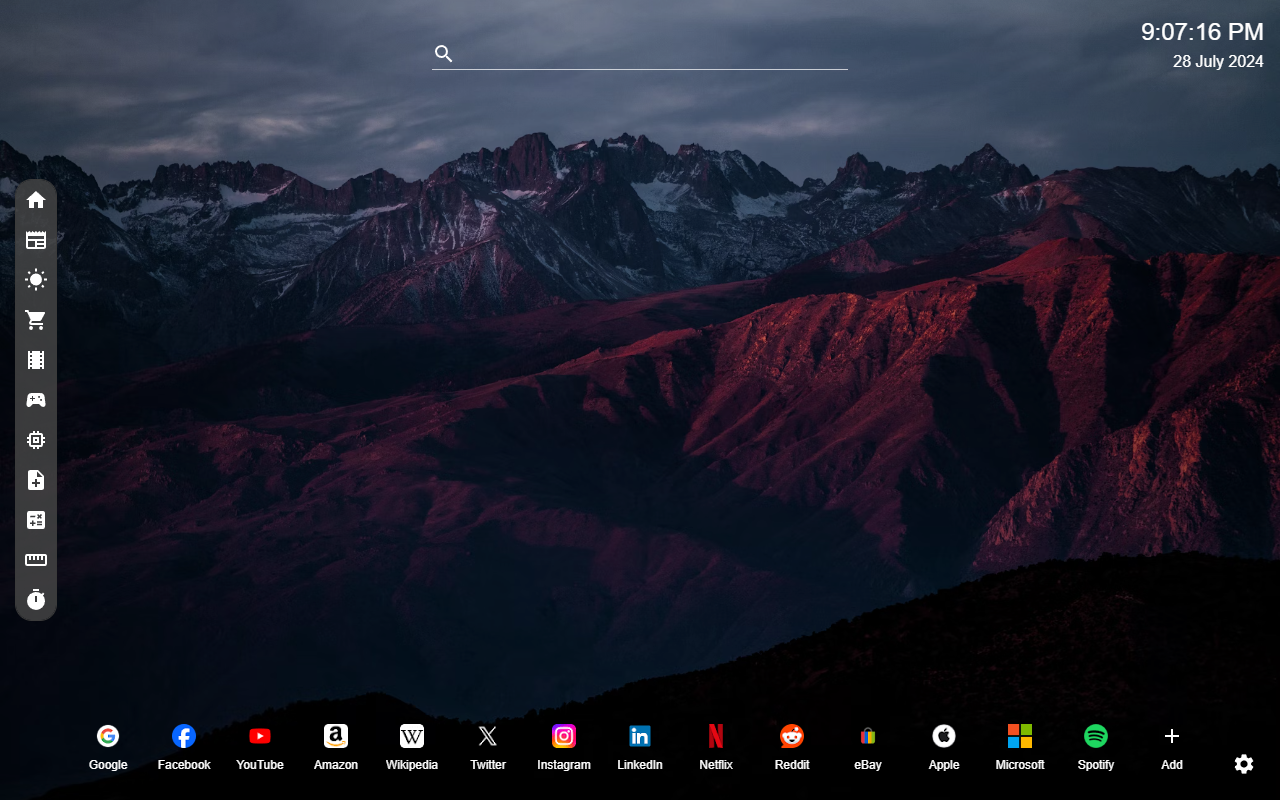 9:07:16 PM
28 July 2024
Google
Facebook
YouTube
Amazon
Wikipedia
Twitter
Instagram
LinkedIn
Netflix
Reddit
eBay
Apple
Microsoft
Spotify
Add